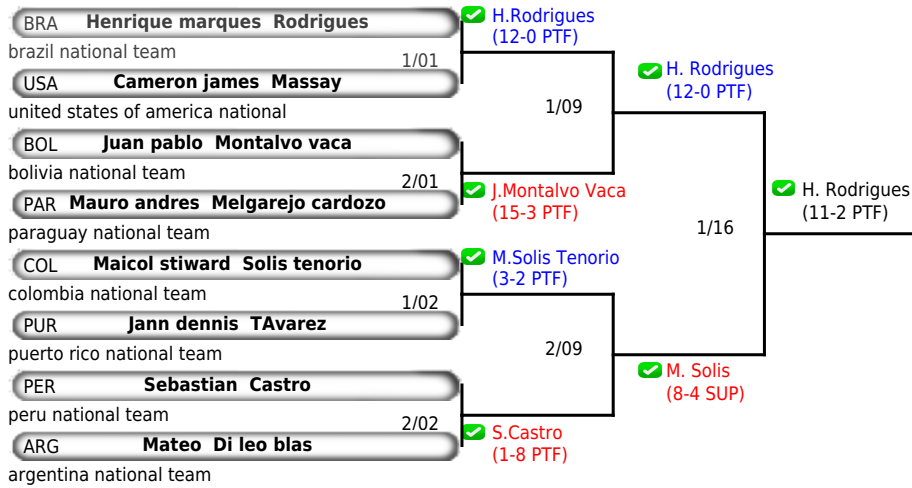 BRA Henrique marques Rodrigues
brazil national team
1/01
USA Cameron james Massay
united states of america national
BOL Juan pablo Montalvo vaca
bolivia national team
2/01
PAR Mauro andres Melgarejo cardozo
paraguay national team
COL Maicol stiward Solis tenorio
colombia national team
1/02
PUR Jann dennis TAvarez
puerto rico national team
PER Sebastian Castro
peru national team
2/02
ARG Mateo Di leo blas
argentina national team
H.Rodrigues
(12-0 PTF)
1/09
J.Montalvo Vaca
(15-3 PTF)
M.Solis Tenorio
(3-2 PTF)
2/09
S.Castro
(1-8 PTF)
H. Rodrigues
(12-0 PTF)
1/16
M. Solis
(8-4 SUP)
H. Rodrigues
(11-2 PTF)